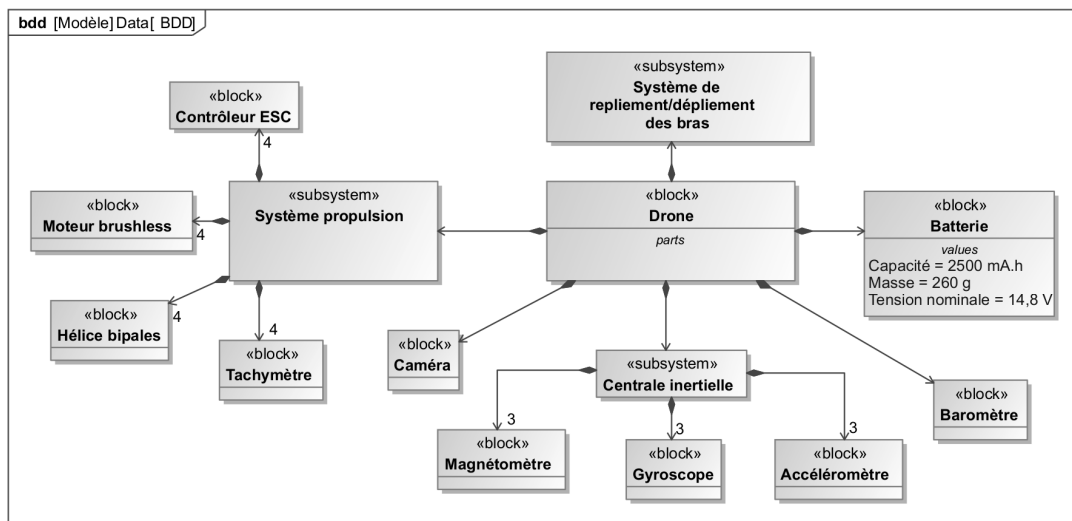 bdd [Modèle] Data[ BDD]
«subsystem»
Système de
repliement/dépliement
des bras
«block»
Contrôleur ESC
4
«subsystem»
Système propulsion
«block»
Drone
parts
«block»
Batterie
values
Capacité = 2500 mA.h
Masse = 260 g
Tension nominale = 14,8 V
«block»
Moteur brushless
4
«block»
Hélice bipales
4
«block»
Tachymètre
4
«block»
Caméra
«subsystem»
Centrale inertielle
«block»
Baromètre
3
«block»
Magnétomètre
3
«block»
Gyroscope
3
«block»
Accéléromètre